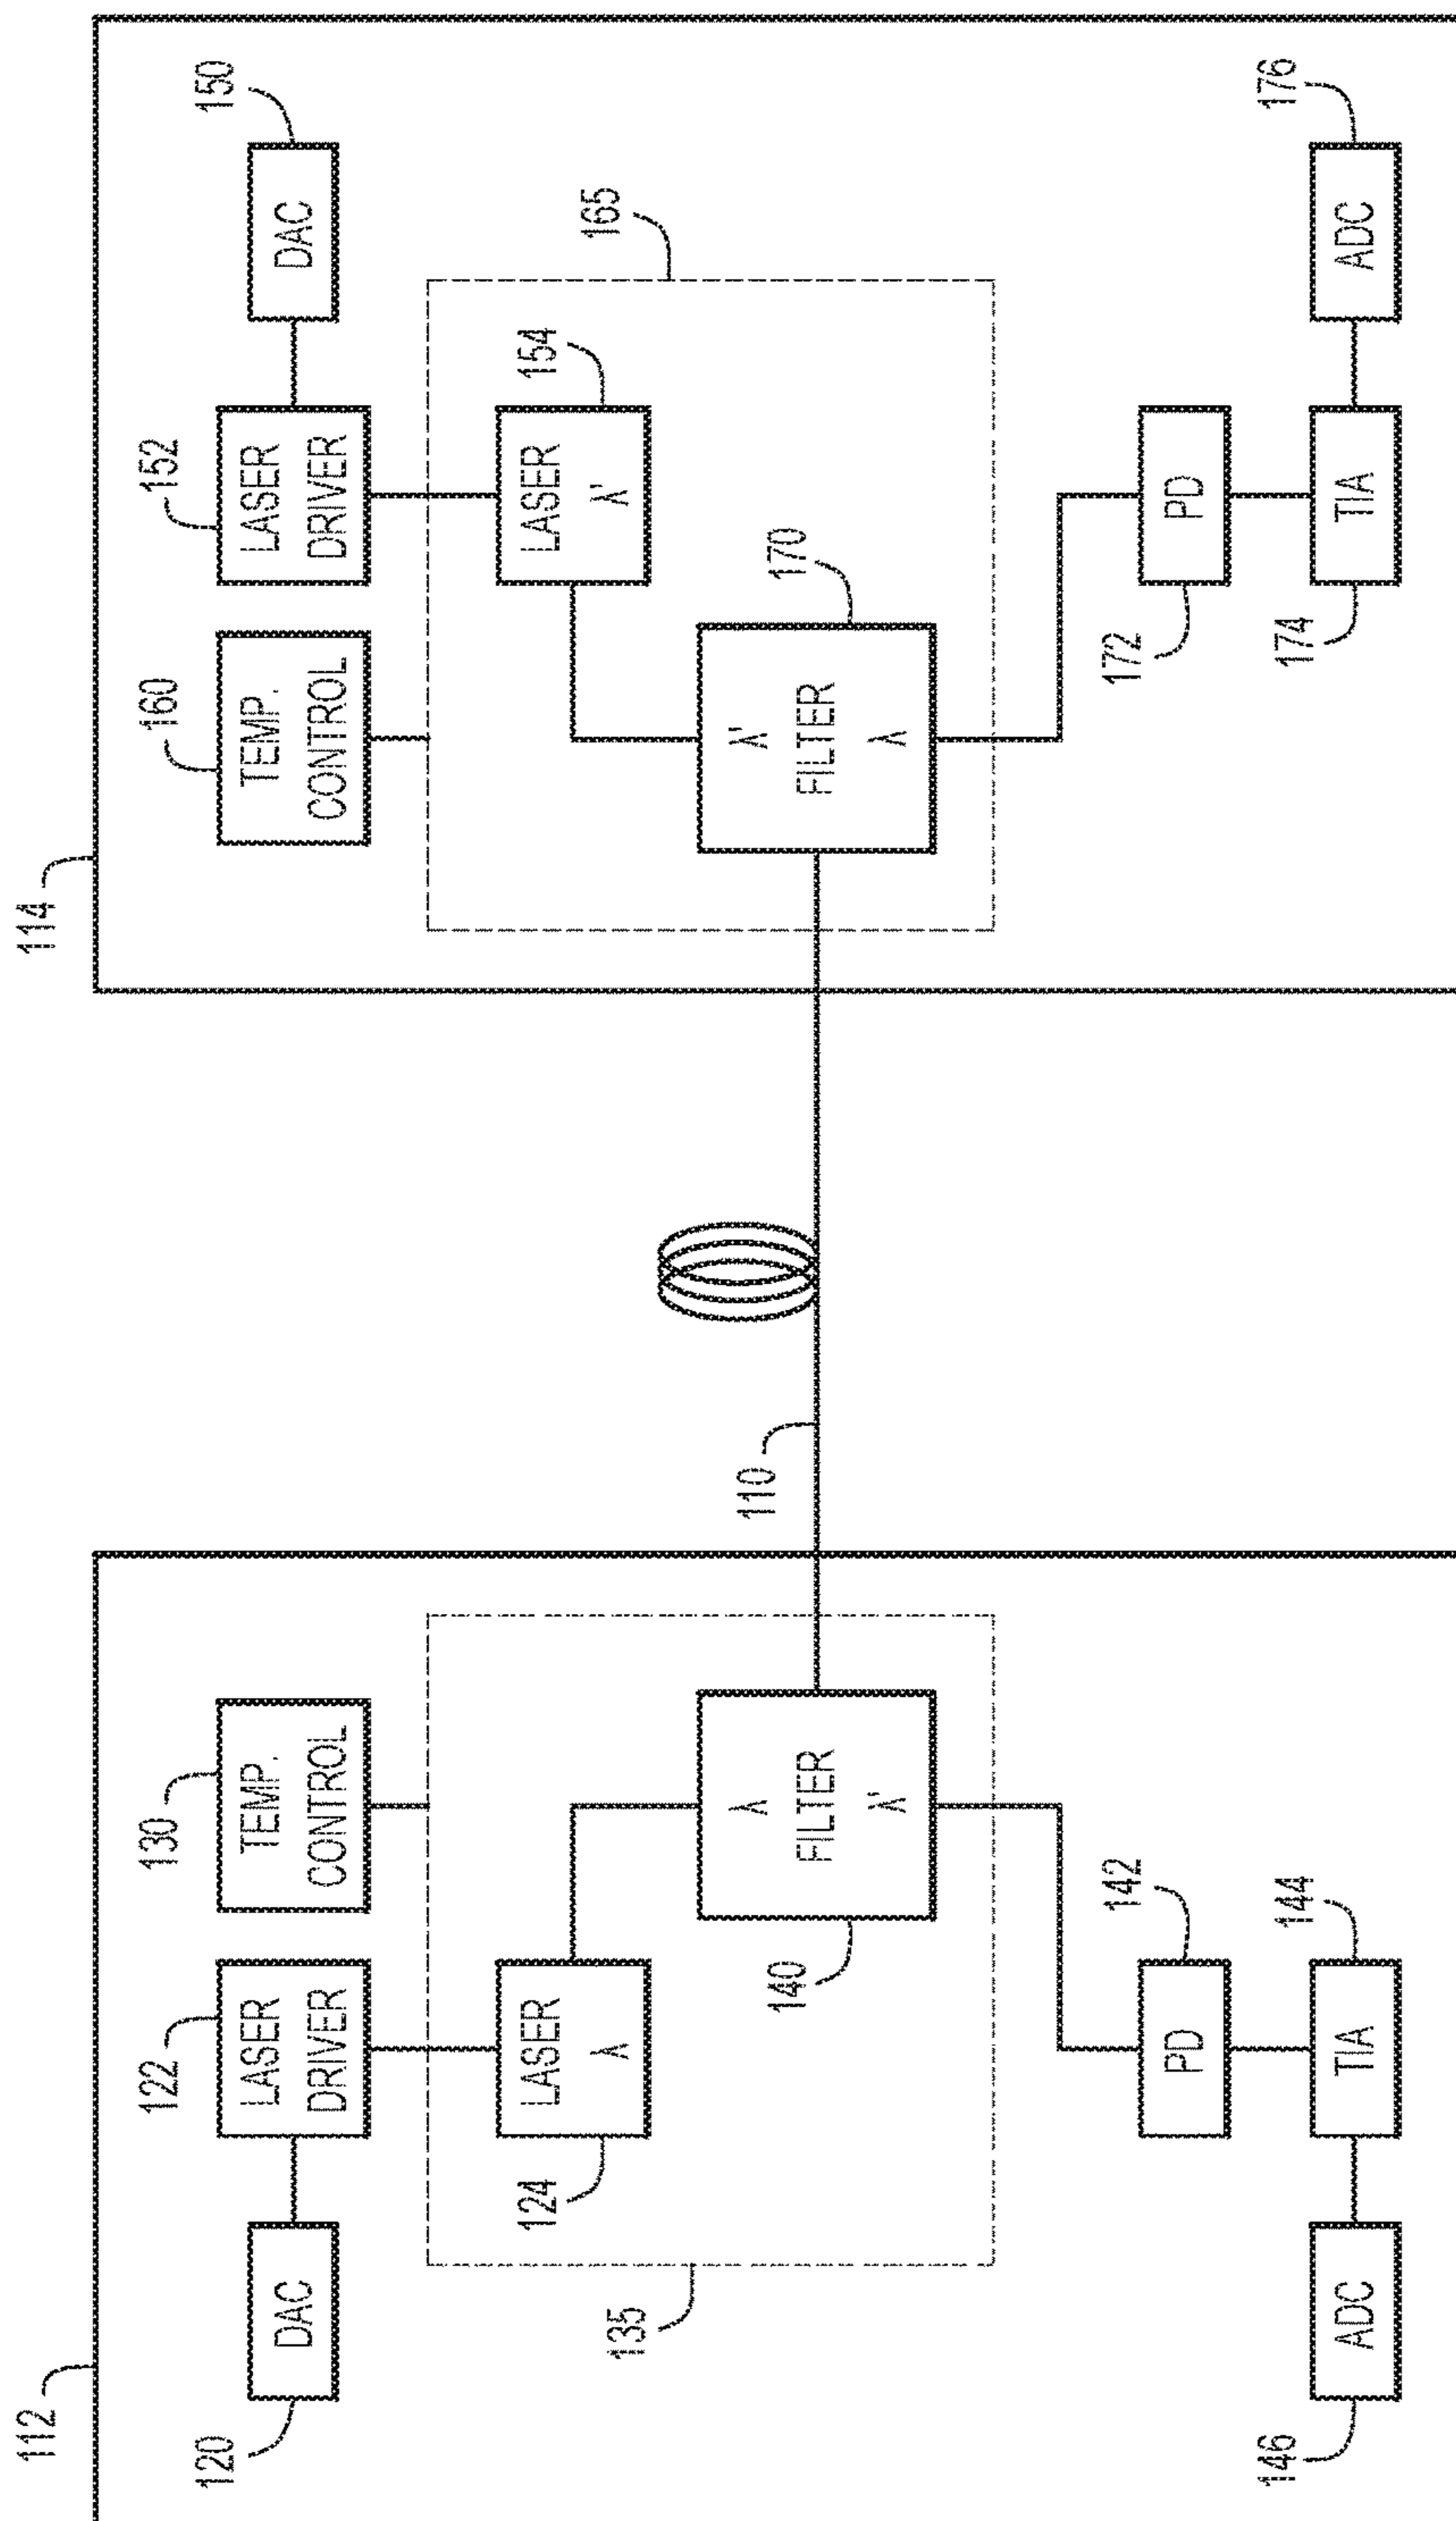 112
114
120
DAC
122
LASER
DRIVER
130
TEMP.
CONTROL
160
TEMP.
CONTROL
152
LASER
DRIVER
150
DAC
124
LASER
λ
135
λ
FILTER
λ'
140
110
λ'
FILTER
λ
170
LASER
λ'
154
165
PD
142
TIA
144
ADC
146
PD
172
TIA
174
ADC
176